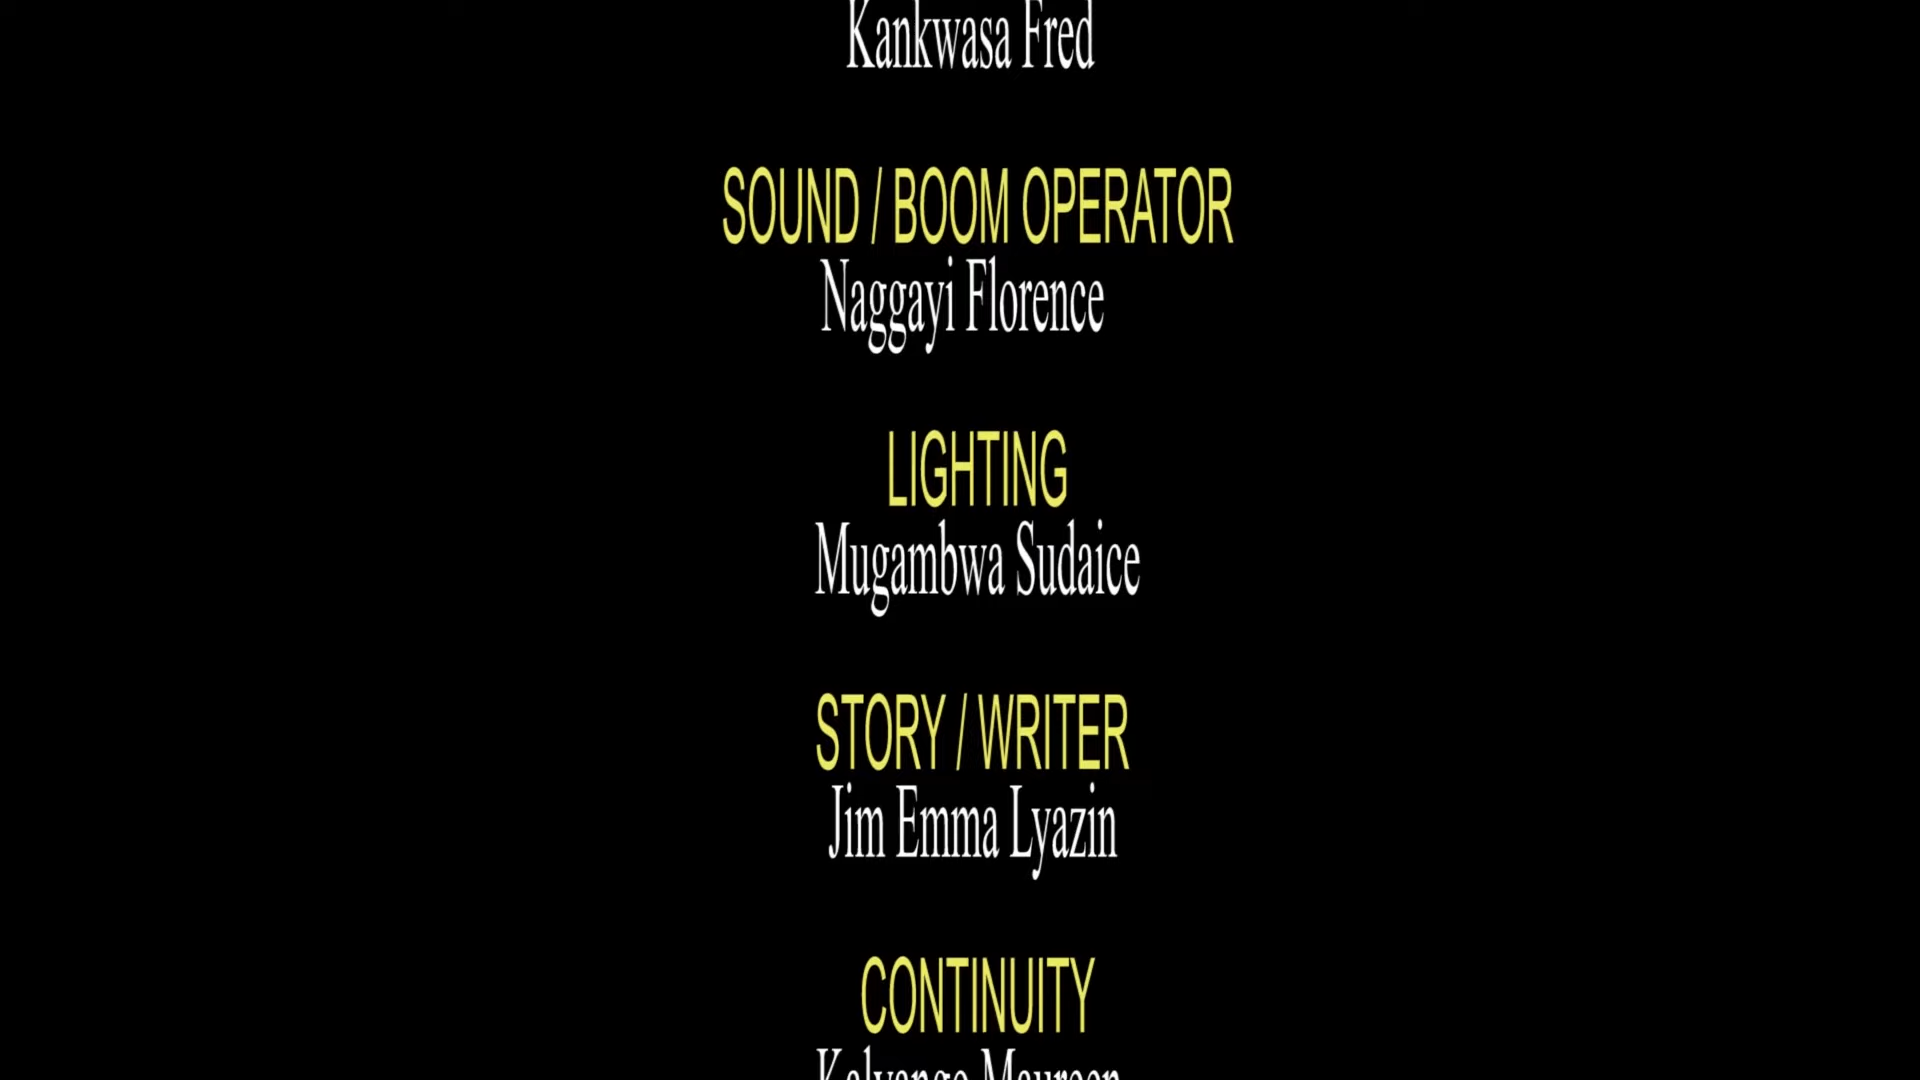 Kankwasa Fred
SOUND / BOOM OPERATOR
Naggayi Florence
LIGHTING
Mugambwa Sudaice
STORY / WRITER
Jim Emma Lyazin
CONTINUITY